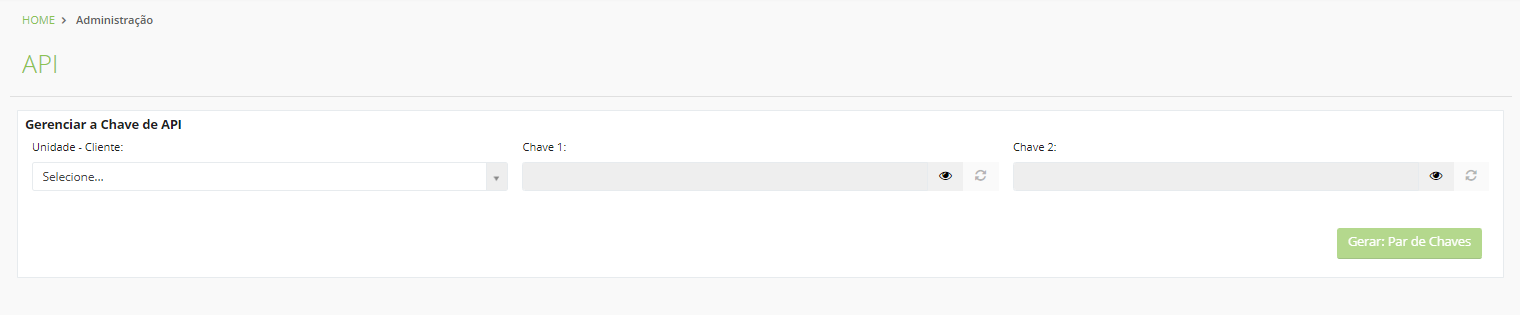 HOME > Administração
API
Gerenciar a Chave de API
Unidade - Cliente: Chave 1: Chave 2:
Selecione...
Gerar: Par de Chaves